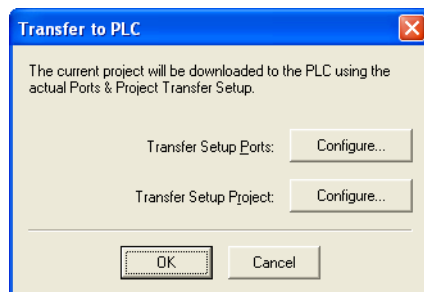 Transfer to PLC
The current project will be downloaded to the PLC using the
actual Ports & Project Transfer Setup.
Transfer Setup Ports: Configure...
Transfer Setup Project: Configure...
OK Cancel